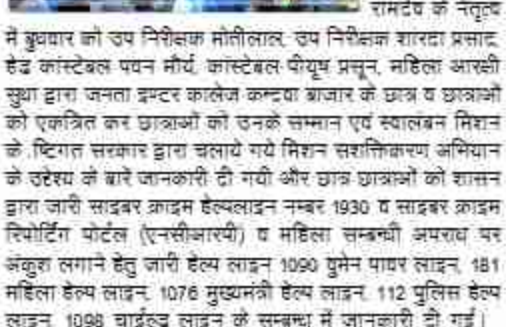 रामदेव के नेतृत्व
में बुधवार को उप निरीक्षक मोतीलाल, उप निरीक्षक शारदा प्रसाद,
हेड कांस्टेबल पवन मौर्य, कांस्टेबल पीयूष प्रसून, महिला आरक्षी
सुधा द्वारा जनता इण्टर कालेज कम्हवा बाजार के छात्र व छात्राओं
को एकत्रित कर छात्राओं को उनके सम्मान एवं स्वालंबन मिशन
के .ष्टिगत सरकार द्वारा चलाये गये मिशन सशक्तिकरण अभियान
के उद्देश्य के बारे जानकारी दी गयी और छात्र छात्राओं को शासन
द्वारा जारी साइबर क्राइम हेल्पलाइन नम्बर 1930 व साइबर क्राइम
रिपोर्टिंग पोर्टल (एनसीआरपी) व महिला सम्बन्धी अपराध पर
अंकुश लगाने हेतु जारी हेल्प लाइन 1090 वुमेन पावर लाइन, 181
महिला हेल्प लाइन, 1076 मुख्यमंत्री हेल्प लाइन, 112 पुलिस हेल्प
लाइन, 1098 चाईल्ड लाइन के सम्बन्ध में जानकारी दी गई।